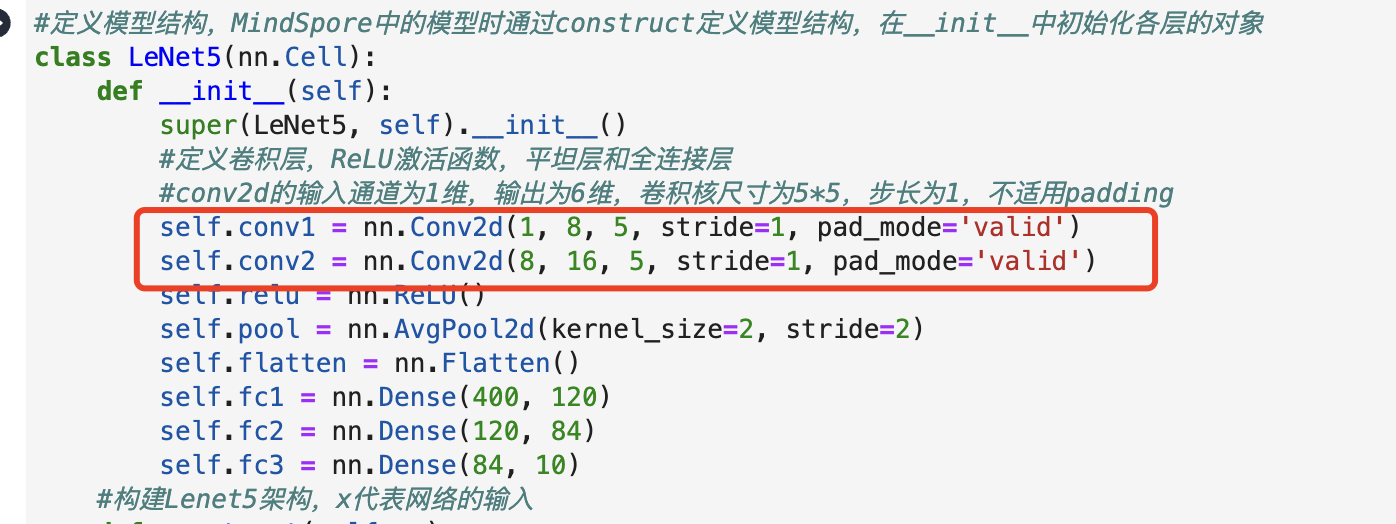 #定义模型结构，MindSpore中的模型时通过construct定义模型结构，在__init__中初始化各层的对象
class LeNet5(nn.Cell):
    def __init__(self):
        super(LeNet5, self).__init__()
        #定义卷积层，ReLU激活函数，平坦层和全连接层
        #conv2d的输入通道为1维，输出为6维，卷积核尺寸为5*5，步长为1，不适用padding
        self.conv1 = nn.Conv2d(1, 8, 5, stride=1, pad_mode='valid')
        self.conv2 = nn.Conv2d(8, 16, 5, stride=1, pad_mode='valid')
        self.relu = nn.ReLU()
        self.pool = nn.AvgPool2d(kernel_size=2, stride=2)
        self.flatten = nn.Flatten()
        self.fc1 = nn.Dense(400, 120)
        self.fc2 = nn.Dense(120, 84)
        self.fc3 = nn.Dense(84, 10)
    #构建Lenet5架构，x代表网络的输入